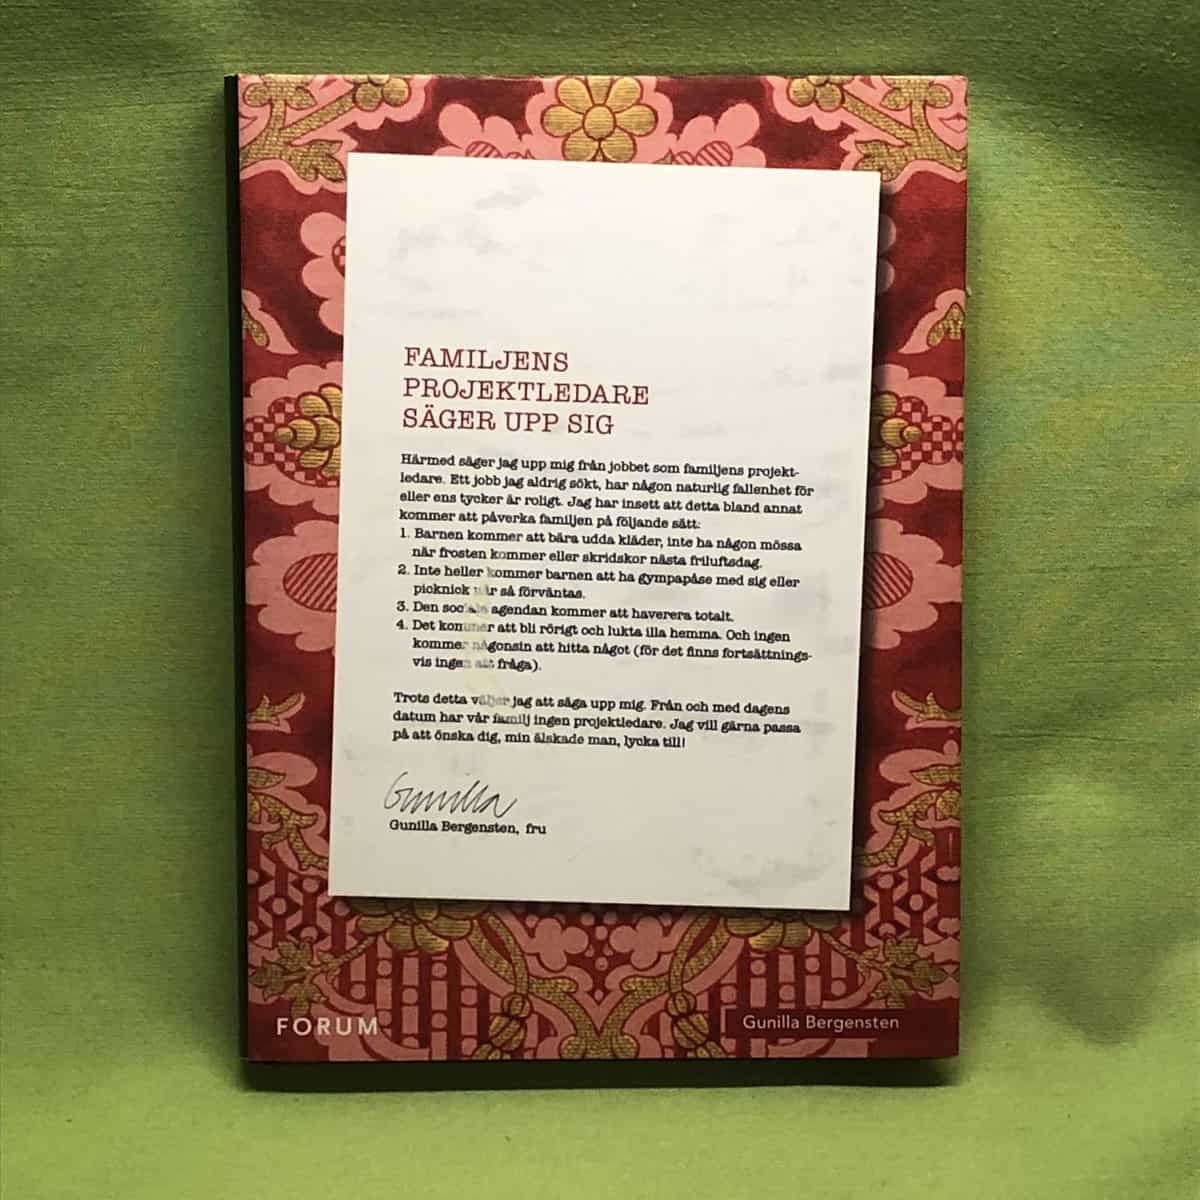 FAMILJENS
PROJEKTLEDARE
SÄGER UPP SIG
Härmed säger jag upp mig från jobbet som familjens projekt-
ledare. Ett jobb jag aldrig sökt, har någon naturlig fallenhet för
eller ens tycker är roligt. Jag har insett att detta bland annat
kommer att påverka familjen på följande sätt:
1. Barnen kommer att bära udda kläder, inte ha någon mössa
när frosten kommer eller skridskor nästa friluftsdag.
2. Inte heller kommer barnen att ha gympapåse med sig eller
picknick när så förväntas.
3. Den sociala agendan kommer att haverera totalt.
4. Det kommer att bli rörigt och lukta illa hemma. Och ingen
kommer någonsin att hitta något (för det finns fortsättnings-
vis ingen att fråga).
Trots detta väljer jag att säga upp mig. Från och med dagens
datum har vår familj ingen projektledare. Jag vill gärna passa
på att önska dig, min älskade man, lycka till!
Gunilla
Gunilla Bergensten, fru
FORUM
Gunilla Bergensten